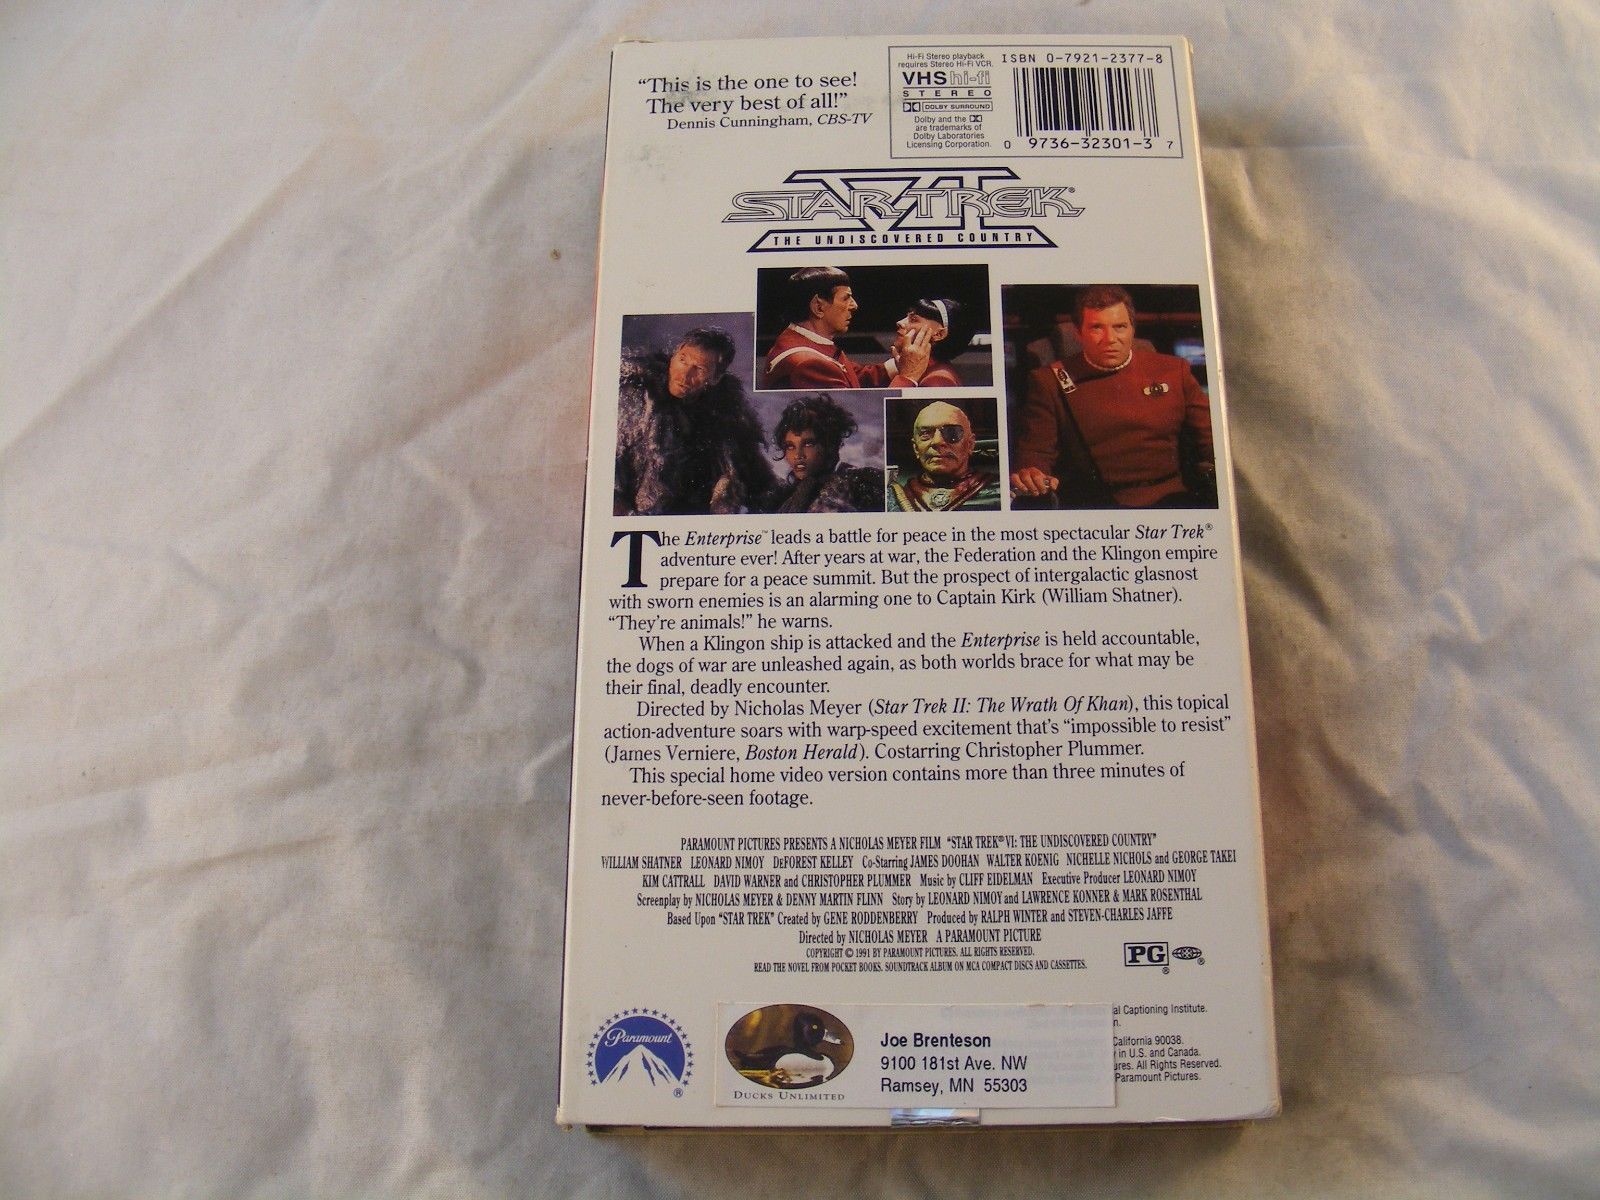 “This is the one to see!
The very best of all!”
Dennis Cunningham, CBS-TV
Hi-Fi Stereo playback
requires Stereo Hi-Fi VCR.
VHS hi-fi
STEREO
DOLBY SURROUND
Dolby and the
are trademarks of
Dolby Laboratories
Licensing Corporation.
ISBN 0-7921-2377-8
0 9736-32301-3 7
STAR TREK® VI
THE UNDISCOVERED COUNTRY
The Enterprise™ leads a battle for peace in the most spectacular Star Trek®
adventure ever! After years at war, the Federation and the Klingon empire
prepare for a peace summit. But the prospect of intergalactic glasnost
with sworn enemies is an alarming one to Captain Kirk (William Shatner).
“They're animals!” he warns.
When a Klingon ship is attacked and the Enterprise is held accountable,
the dogs of war are unleashed again, as both worlds brace for what may be
their final, deadly encounter.
Directed by Nicholas Meyer (Star Trek II: The Wrath Of Khan), this topical
action-adventure soars with warp-speed excitement that's “impossible to resist”
(James Verniere, Boston Herald). Costarring Christopher Plummer.
This special home video version contains more than three minutes of
never-before-seen footage.
PARAMOUNT PICTURES PRESENTS A NICHOLAS MEYER FILM “STAR TREK® VI: THE UNDISCOVERED COUNTRY”
WILLIAM SHATNER LEONARD NIMOY DeFOREST KELLEY Co-Starring JAMES DOOHAN WALTER KOENIG NICHELLE NICHOLS and GEORGE TAKEI
KIM CATTRALL DAVID WARNER and CHRISTOPHER PLUMMER Music by CLIFF EIDELMAN Executive Producer LEONARD NIMOY
Screenplay by NICHOLAS MEYER & DENNY MARTIN FLINN Story by LEONARD NIMOY and LAWRENCE KONNER & MARK ROSENTHAL
Based Upon “STAR TREK” Created by GENE RODDENBERRY Produced by RALPH WINTER and STEVEN-CHARLES JAFFE
Directed by NICHOLAS MEYER A PARAMOUNT PICTURE
COPYRIGHT © 1991 BY PARAMOUNT PICTURES. ALL RIGHTS RESERVED.
READ THE NOVEL FROM POCKET BOOKS. SOUNDTRACK ALBUM ON MCA COMPACT DISCS AND CASSETTES.
PG®
®
Paramount
®
DUCKS UNLIMITED
Joe Brenteson
9100 181st Ave. NW
Ramsey, MN 55303
al Captioning Institute.
n.
California 90038.
in U.S. and Canada.
ures. All Rights Reserved.
Paramount Pictures.